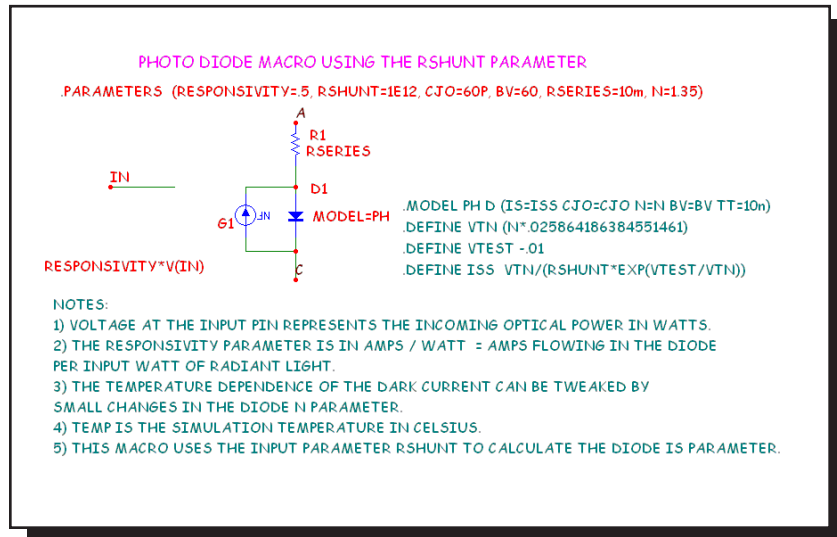 PHOTO DIODE MACRO USING THE RSHUNT PARAMETER
.PARAMETERS (RESPONSIVITY=.5, RSHUNT=1E12, CJO=60P, BV=60, RSERIES=10m, N=1.35)
A
R1
RSERIES
IN
D1
G1
NF
MODEL=PH
RESPONSIVITY*V(IN)
C
.MODEL PH D (IS=ISS CJO=CJO N=N BV=BV TT=10n)
.DEFINE VTN (N*.025864186384551461)
.DEFINE VTEST -.01
.DEFINE ISS VTN/(RSHUNT*EXP(VTEST/VTN))
NOTES:
1) VOLTAGE AT THE INPUT PIN REPRESENTS THE INCOMING OPTICAL POWER IN WATTS.
2) THE RESPONSIVITY PARAMETER IS IN AMPS / WATT = AMPS FLOWING IN THE DIODE
PER INPUT WATT OF RADIANT LIGHT.
3) THE TEMPERATURE DEPENDENCE OF THE DARK CURRENT CAN BE TWEAKED BY
SMALL CHANGES IN THE DIODE N PARAMETER.
4) TEMP IS THE SIMULATION TEMPERATURE IN CELSIUS.
5) THIS MACRO USES THE INPUT PARAMETER RSHUNT TO CALCULATE THE DIODE IS PARAMETER.